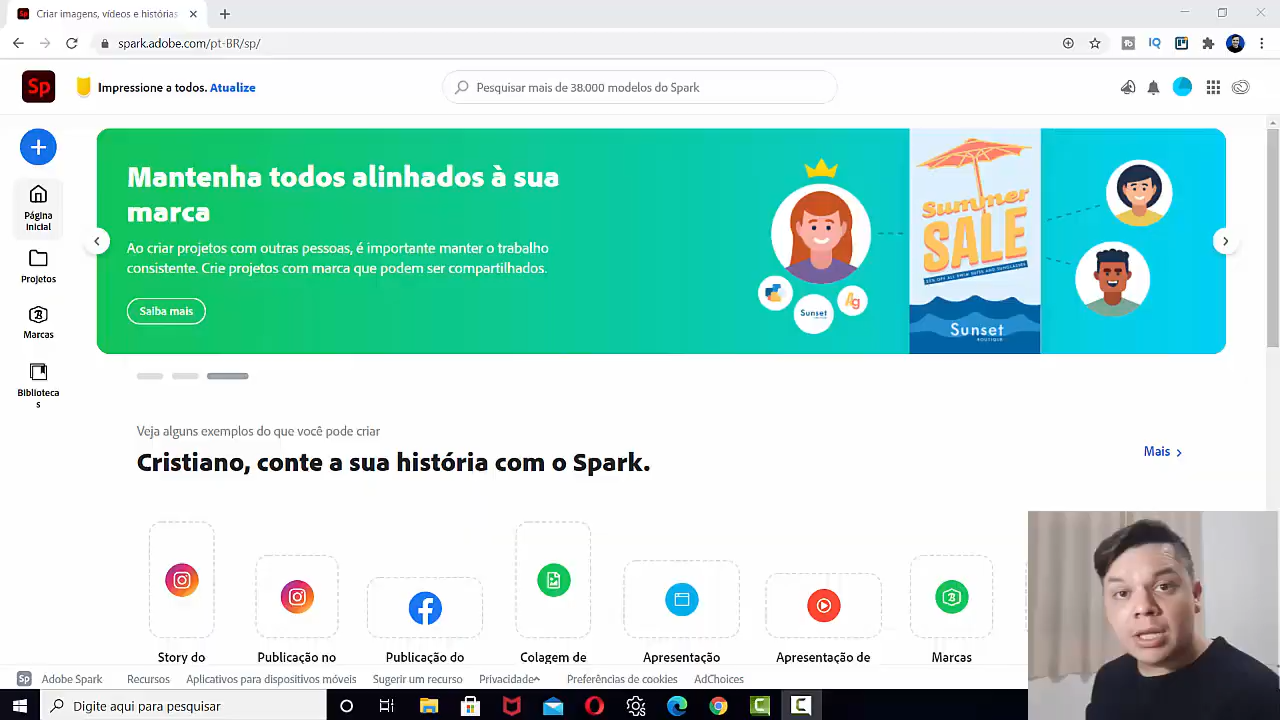 Sp
Criar imagens, vídeos e histórias
spark.adobe.com/pt-BR/sp/
Sp
Impressione a todos. Atualize
Pesquisar mais de 38.000 modelos do Spark
Página
Inicial
Projetos
Marcas
Biblioteca
s
Mantenha todos alinhados à sua
marca
Ao criar projetos com outras pessoas, é importante manter o trabalho
consistente. Crie projetos com marca que podem ser compartilhados.
Saiba mais
Sunset
Ag
Summer
SALE
Sunset
BOUTIQUE
Veja alguns exemplos do que você pode criar
Cristiano, conte a sua história com o Spark.
Mais
Story do
Publicação no
Publicação do
Colagem de
Apresentação
Apresentação de
Marcas
Sp Adobe Spark
Recursos
Aplicativos para dispositivos móveis
Sugerir um recurso
Privacidade
Preferências de cookies
AdChoices
Digite aqui para pesquisar